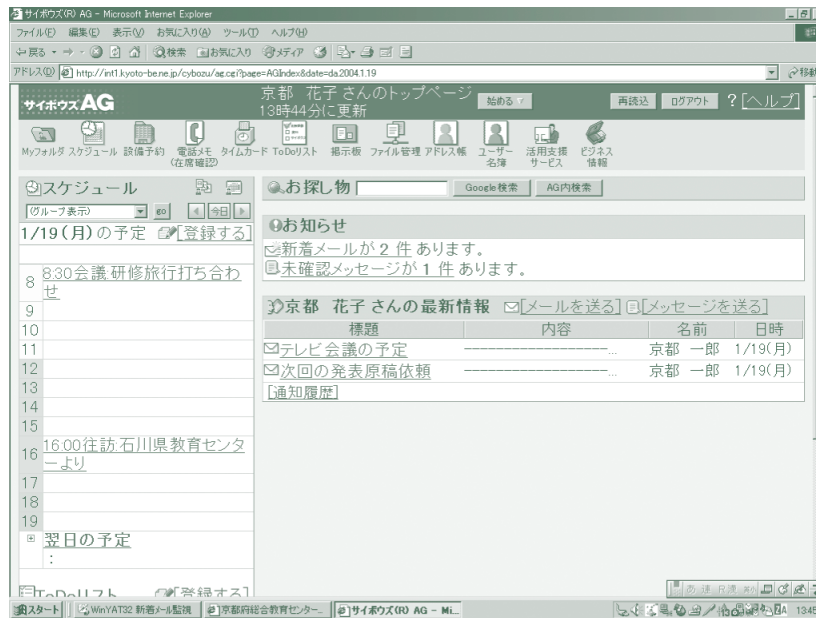 サイボウズ(R) AG - Microsoft Internet Explorer
ファイル(F) 編集(E) 表示(V) お気に入り(A) ツール(T) ヘルプ(H)
戻る 検索 お気に入り メディア
アドレス(D) http://int1.kyoto-be.ne.jp/cybozu/ag.cgi?page=AGIndex&date=da.2004.1.19 移動
サイボウズAG
京都 花子 さんのトップページ
13時44分に更新
始める 再読込 ログアウト ?[ヘルプ]
Myフォルダ スケジュール 設備予約 電話メモ(在席確認) タイムカード ToDoリスト 掲示板 ファイル管理 アドレス帳 ユーザー名簿 活用支援サービス ビジネス情報
スケジュール
(グループ表示) go 今日
1/19(月)の予定 [登録する]
8 8:30会議:研修旅行打ち合わせ
9
10
11
12
13
14
15
16 16:00往訪:石川県教育センターより
17
18
19
翌日の予定
:
ToDoリスト [登録する]
お探し物 Google検索 AG内検索
お知らせ
新着メールが 2 件 あります。
未確認メッセージが 1 件 あります。
京都 花子 さんの最新情報 [メールを送る] [メッセージを送る]
標題 内容 名前 日時
テレビ会議の予定 ------------------... 京都 一郎 1/19(月)
次回の発表原稿依頼 ------------------... 京都 一郎 1/19(月)
[通知履歴]
あ 連 R漢
スタート WinYAT32 新着メール監視 京都府総合教育センター... サイボウズ(R) AG - Mi... 13:45